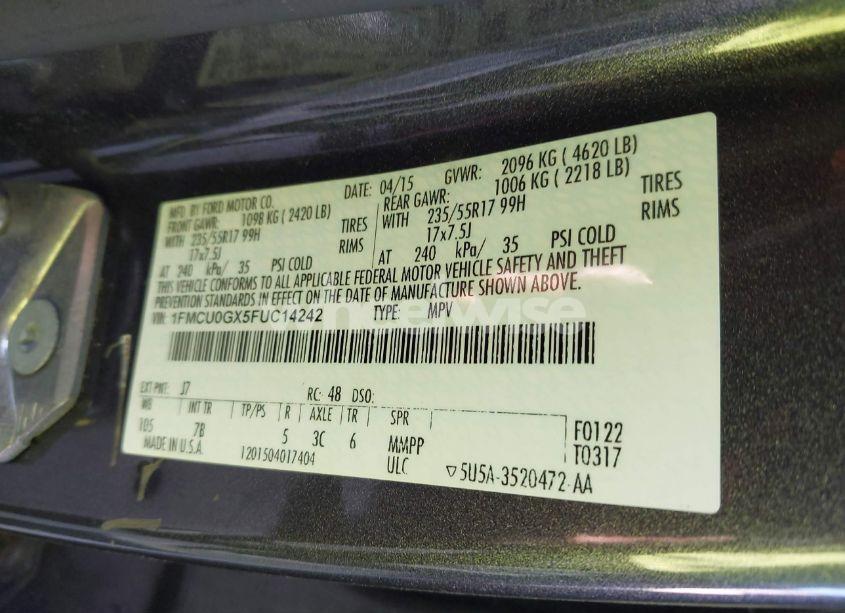 MFD. BY FORD MOTOR CO. DATE: 04/15 GVWR: 2096 KG ( 4620 LB)
FRONT GAWR: 1098 KG ( 2420 LB) REAR GAWR: 1006 KG ( 2218 LB)
WITH 235/55R17 99H TIRES WITH 235/55R17 99H TIRES
17x7.5J RIMS 17x7.5J RIMS
AT 240 kPa/ 35 PSI COLD AT 240 kPa/ 35 PSI COLD
THIS VEHICLE CONFORMS TO ALL APPLICABLE FEDERAL MOTOR VEHICLE SAFETY AND THEFT
PREVENTION STANDARDS IN EFFECT ON THE DATE OF MANUFACTURE SHOWN ABOVE.
VIN: 1FMCU0GX5FUC14242 TYPE: MPV
EXT PNT: J7 RC: 48 DSO:
WB INT TR TP/PS R AXLE TR SPR
105 7B 5 3C 6 MMPP F0122
MADE IN U.S.A. 1201504017404 ULC T0317
5U5A-3520472-AA